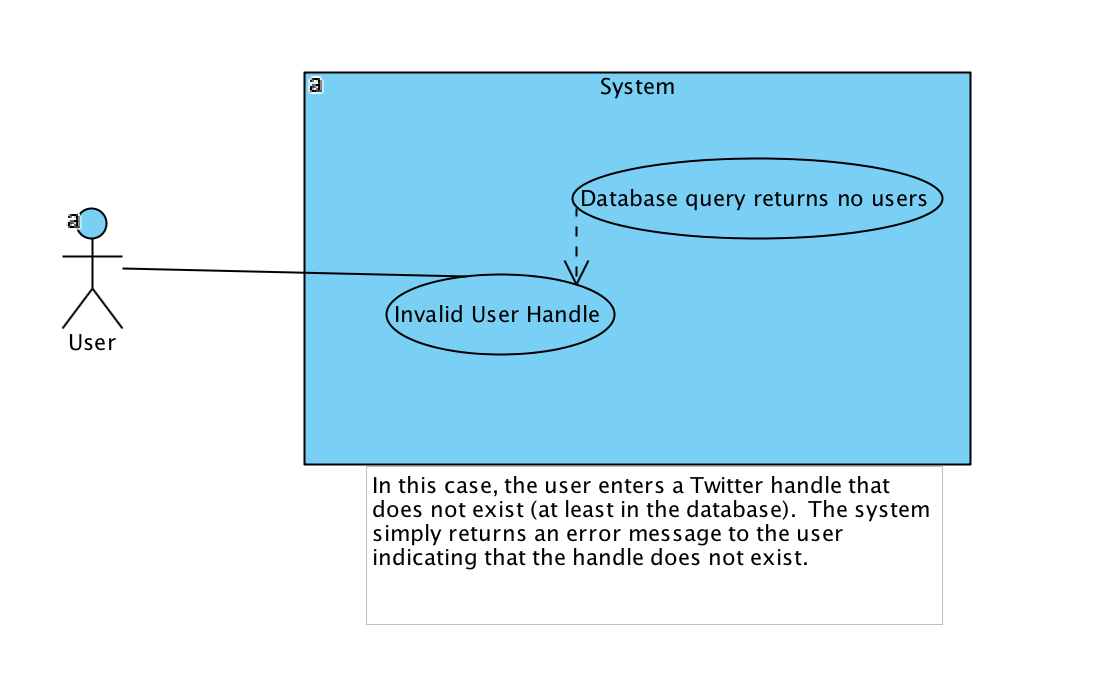 a System
Database query returns no users
a
Invalid User Handle
User
In this case, the user enters a Twitter handle that
does not exist (at least in the database).  The system
simply returns an error message to the user
indicating that the handle does not exist.